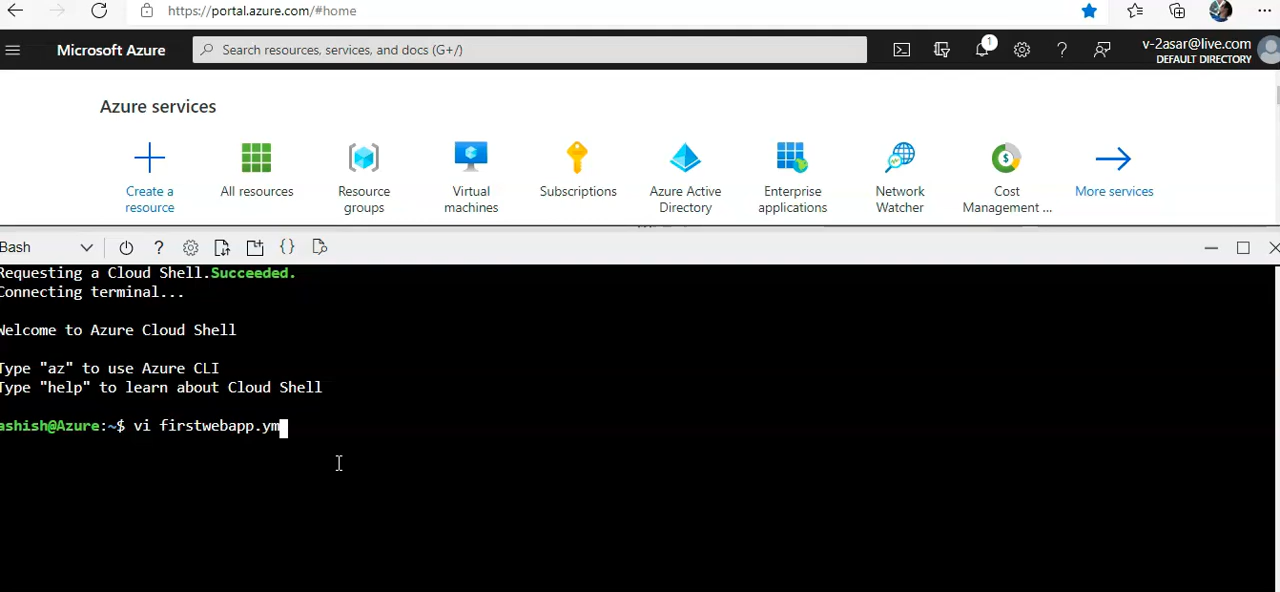 https://portal.azure.com/#home
Microsoft Azure
Search resources, services, and docs (G+/)
1
?
v-2asar@live.com
DEFAULT DIRECTORY
Azure services
Create a resource
All resources
Resource groups
Virtual machines
Subscriptions
Azure Active Directory
Enterprise applications
Network Watcher
Cost Management ...
More services
Bash
?
{}
Requesting a Cloud Shell.Succeeded.
Connecting terminal...
Welcome to Azure Cloud Shell
Type "az" to use Azure CLI
Type "help" to learn about Cloud Shell
ashish@Azure:~$ vi firstwebapp.ym